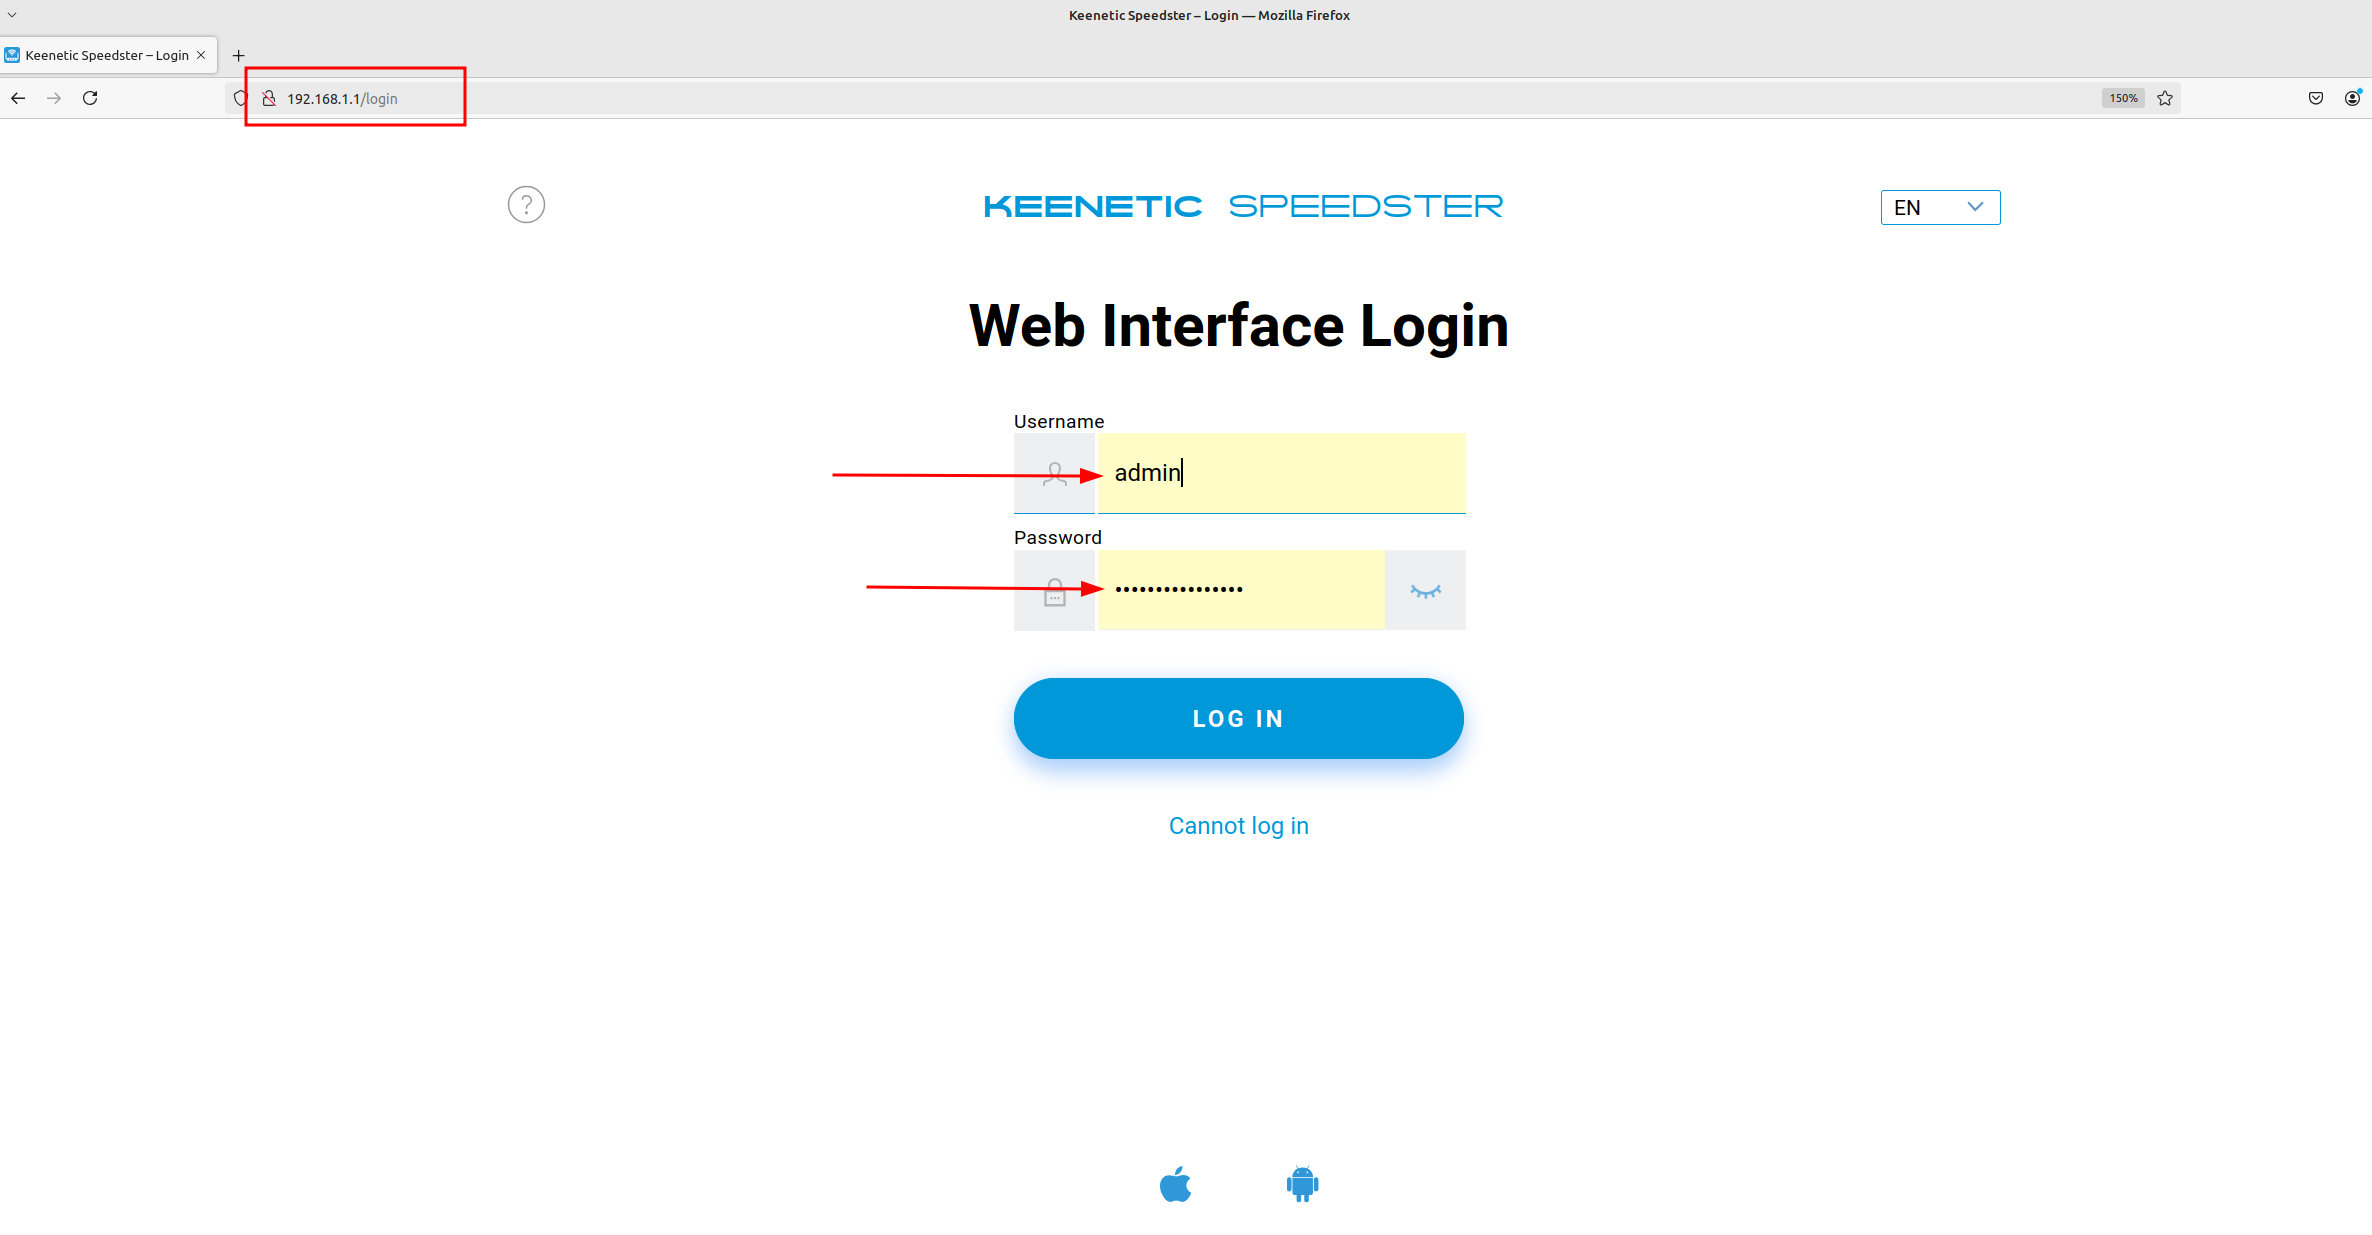 Keenetic Speedster – Login — Mozilla Firefox
Keenetic Speedster – Login
192.168.1.1/login
150%
?
KEENETIC SPEEDSTER
EN
Web Interface Login
Username
admin
Password
••••••••••••••••
LOG IN
Cannot log in